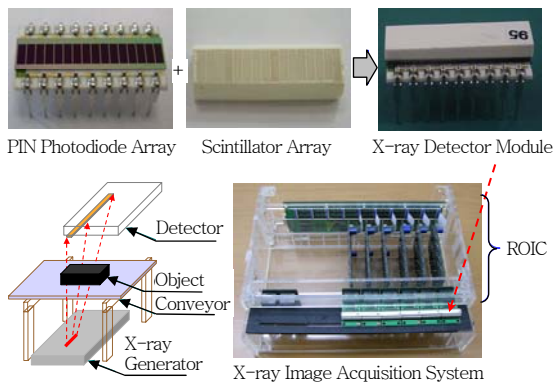 95
+
PIN Photodiode Array
Scintillator Array
X-ray Detector Module
Detector
Object
Conveyor
X-ray
Generator
ROIC
X-ray Image Acquisition System